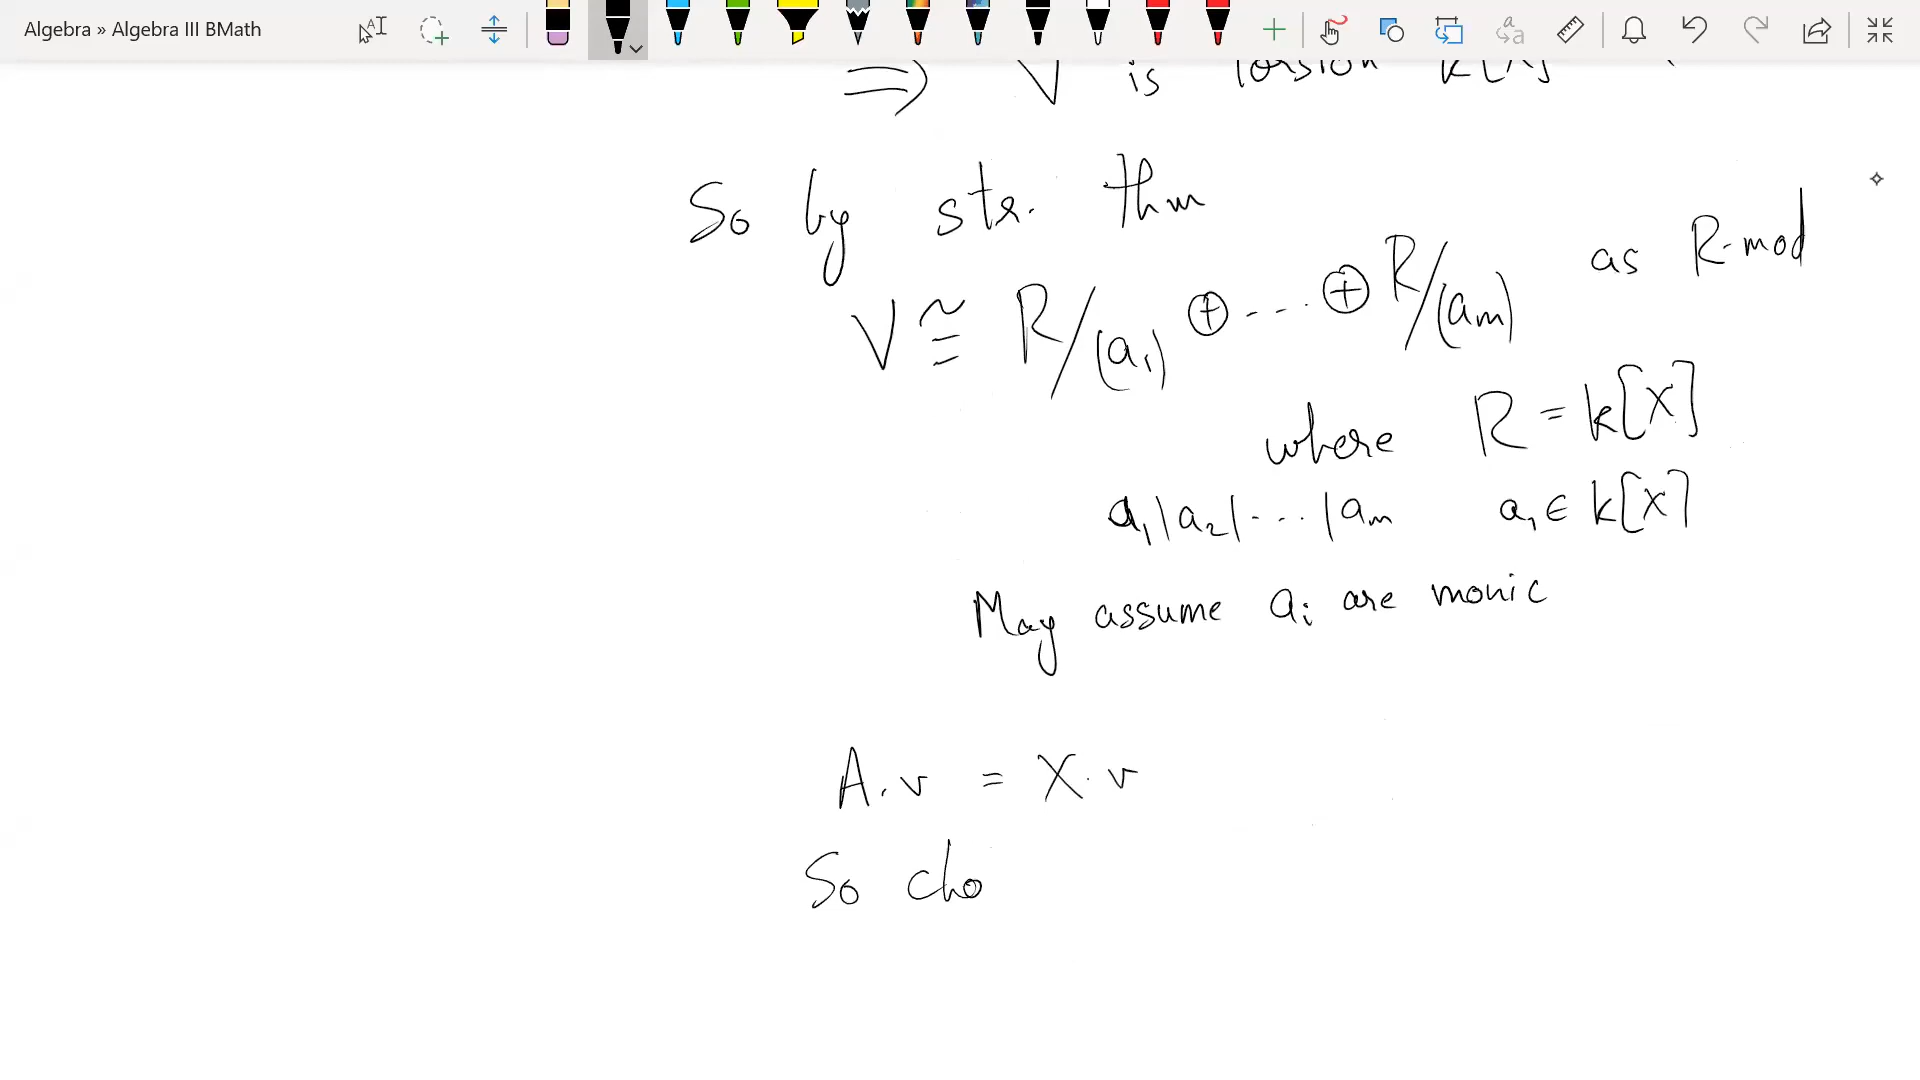 Algebra » Algebra III BMath
⟹ V is torsion k[X]
So by str. thm
V ≅ R/(a₁) ⊕ ... ⊕ R/(aₘ) as R-mod
where R = k[X]
a₁|a₂|...|aₘ a₁ ∈ k[X]
May assume aᵢ are monic
A.v = X.v
So cho